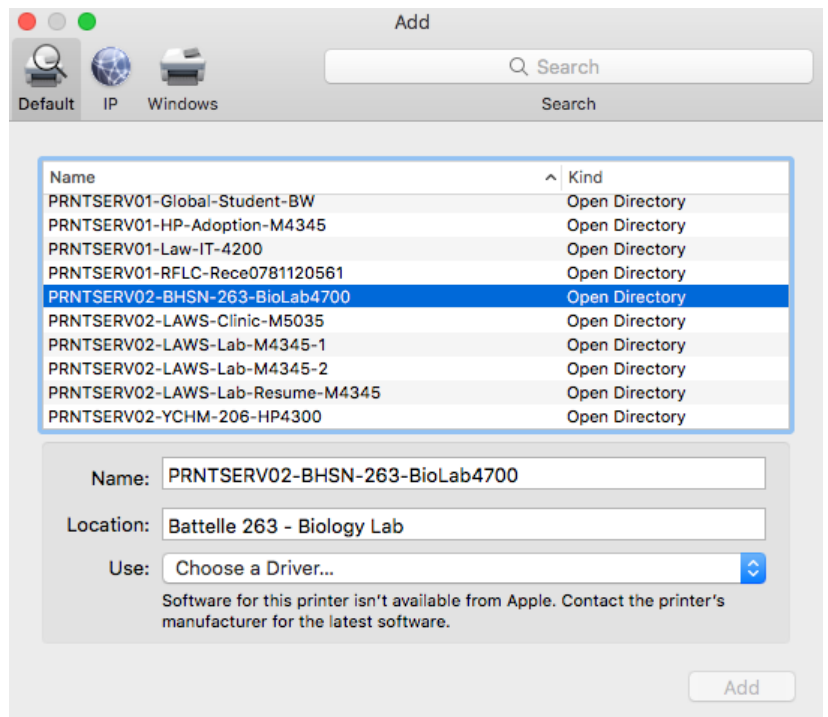 Add
Default IP Windows
Search
Search
Name Kind
PRNTSERV01-Global-Student-BW Open Directory
PRNTSERV01-HP-Adoption-M4345 Open Directory
PRNTSERV01-Law-IT-4200 Open Directory
PRNTSERV01-RFLC-Rece0781120561 Open Directory
PRNTSERV02-BHSN-263-BioLab4700 Open Directory
PRNTSERV02-LAWS-Clinic-M5035 Open Directory
PRNTSERV02-LAWS-Lab-M4345-1 Open Directory
PRNTSERV02-LAWS-Lab-M4345-2 Open Directory
PRNTSERV02-LAWS-Lab-Resume-M4345 Open Directory
PRNTSERV02-YCHM-206-HP4300 Open Directory
Name: PRNTSERV02-BHSN-263-BioLab4700
Location: Battelle 263 - Biology Lab
Use: Choose a Driver...
Software for this printer isn't available from Apple. Contact the printer's
manufacturer for the latest software.
Add